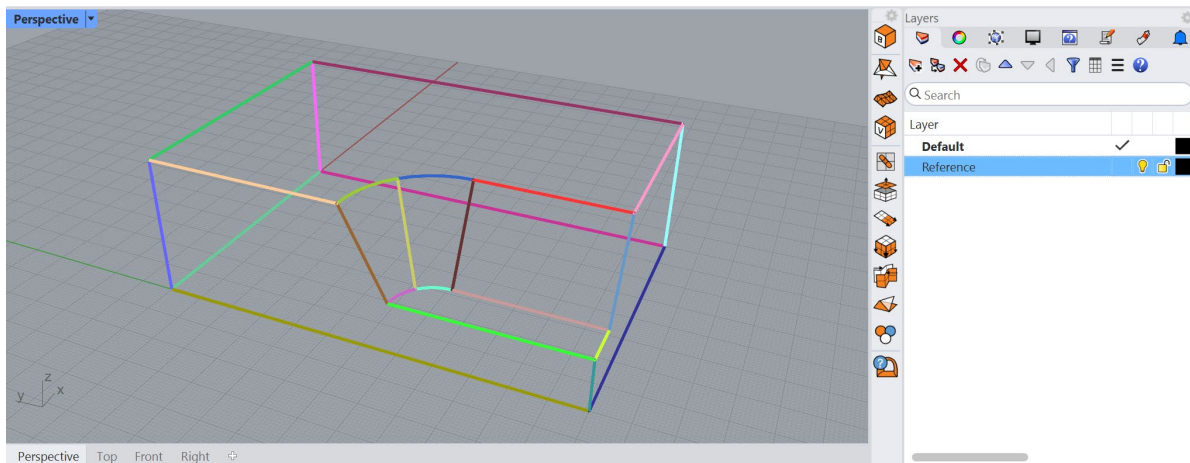 Perspective
Layers
Search
Layer
Default
Reference
z
y
x
Perspective Top Front Right